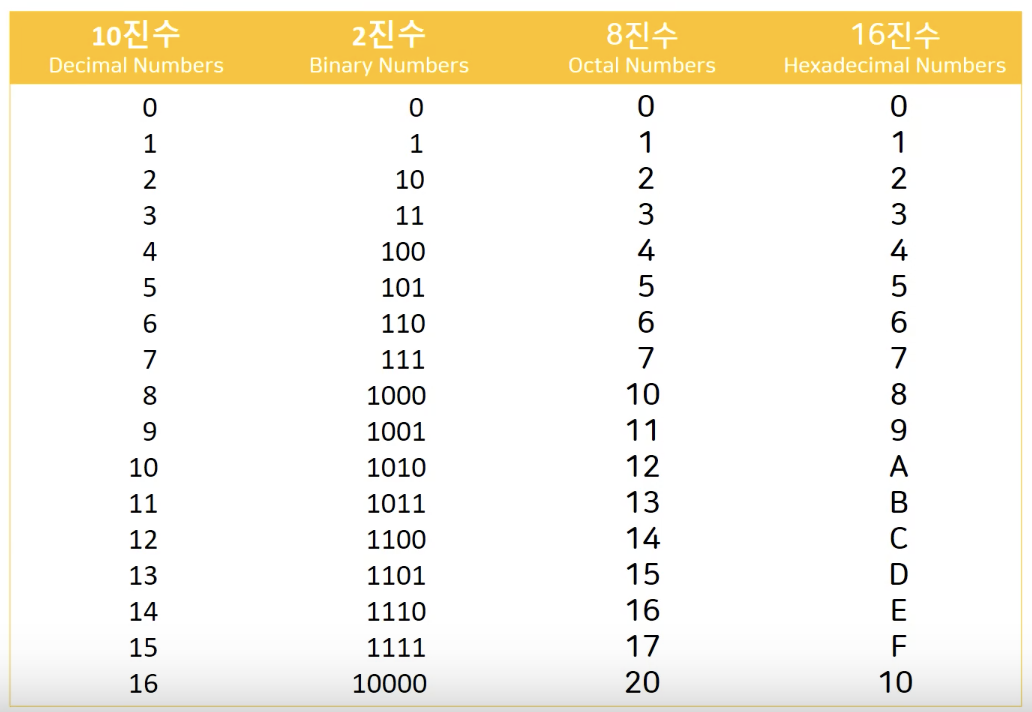 10진수 2진수 8진수 16진수
Decimal Numbers Binary Numbers Octal Numbers Hexadecimal Numbers
0 0 0 0
1 1 1 1
2 10 2 2
3 11 3 3
4 100 4 4
5 101 5 5
6 110 6 6
7 111 7 7
8 1000 10 8
9 1001 11 9
10 1010 12 A
11 1011 13 B
12 1100 14 C
13 1101 15 D
14 1110 16 E
15 1111 17 F
16 10000 20 10